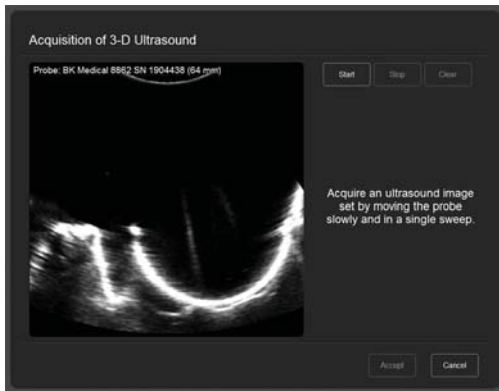 Acquisition of 3-D Ultrasound
Probe: BK Medical 8862 SN 1904438 (64 mm)
Start Stop Clear
Acquire an ultrasound image
set by moving the probe
slowly and in a single sweep.
Accept Cancel